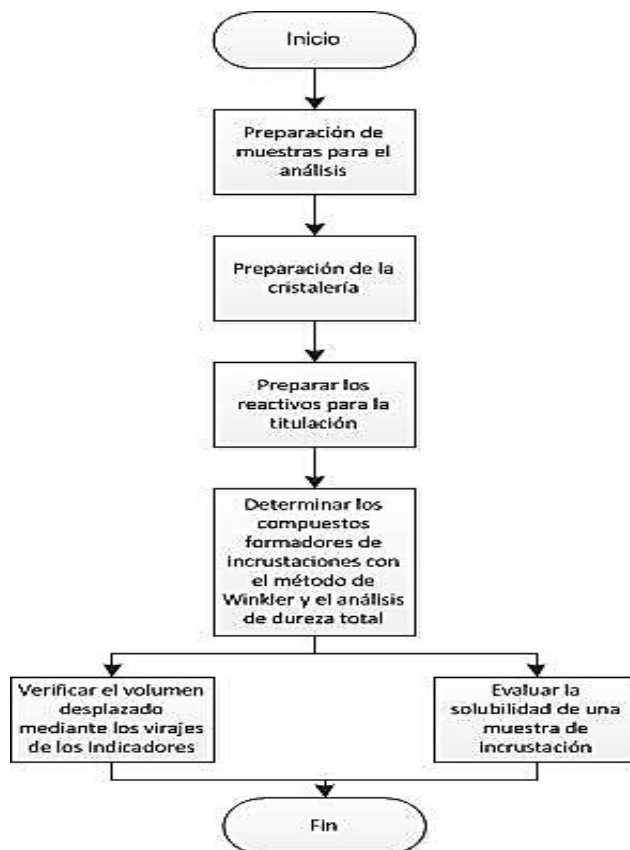 Inicio
Preparación de
muestras para el
análisis
Preparación de la
cristalería
Preparar los
reactivos para la
titulación
Determinar los
compuestos
formadores de
incrustaciones con
el método de
Winkler y el análisis
de dureza total
Verificar el volumen
desplazado
mediante los virajes
de los indicadores
Evaluar la
solubilidad de una
muestra de
incrustación
Fin